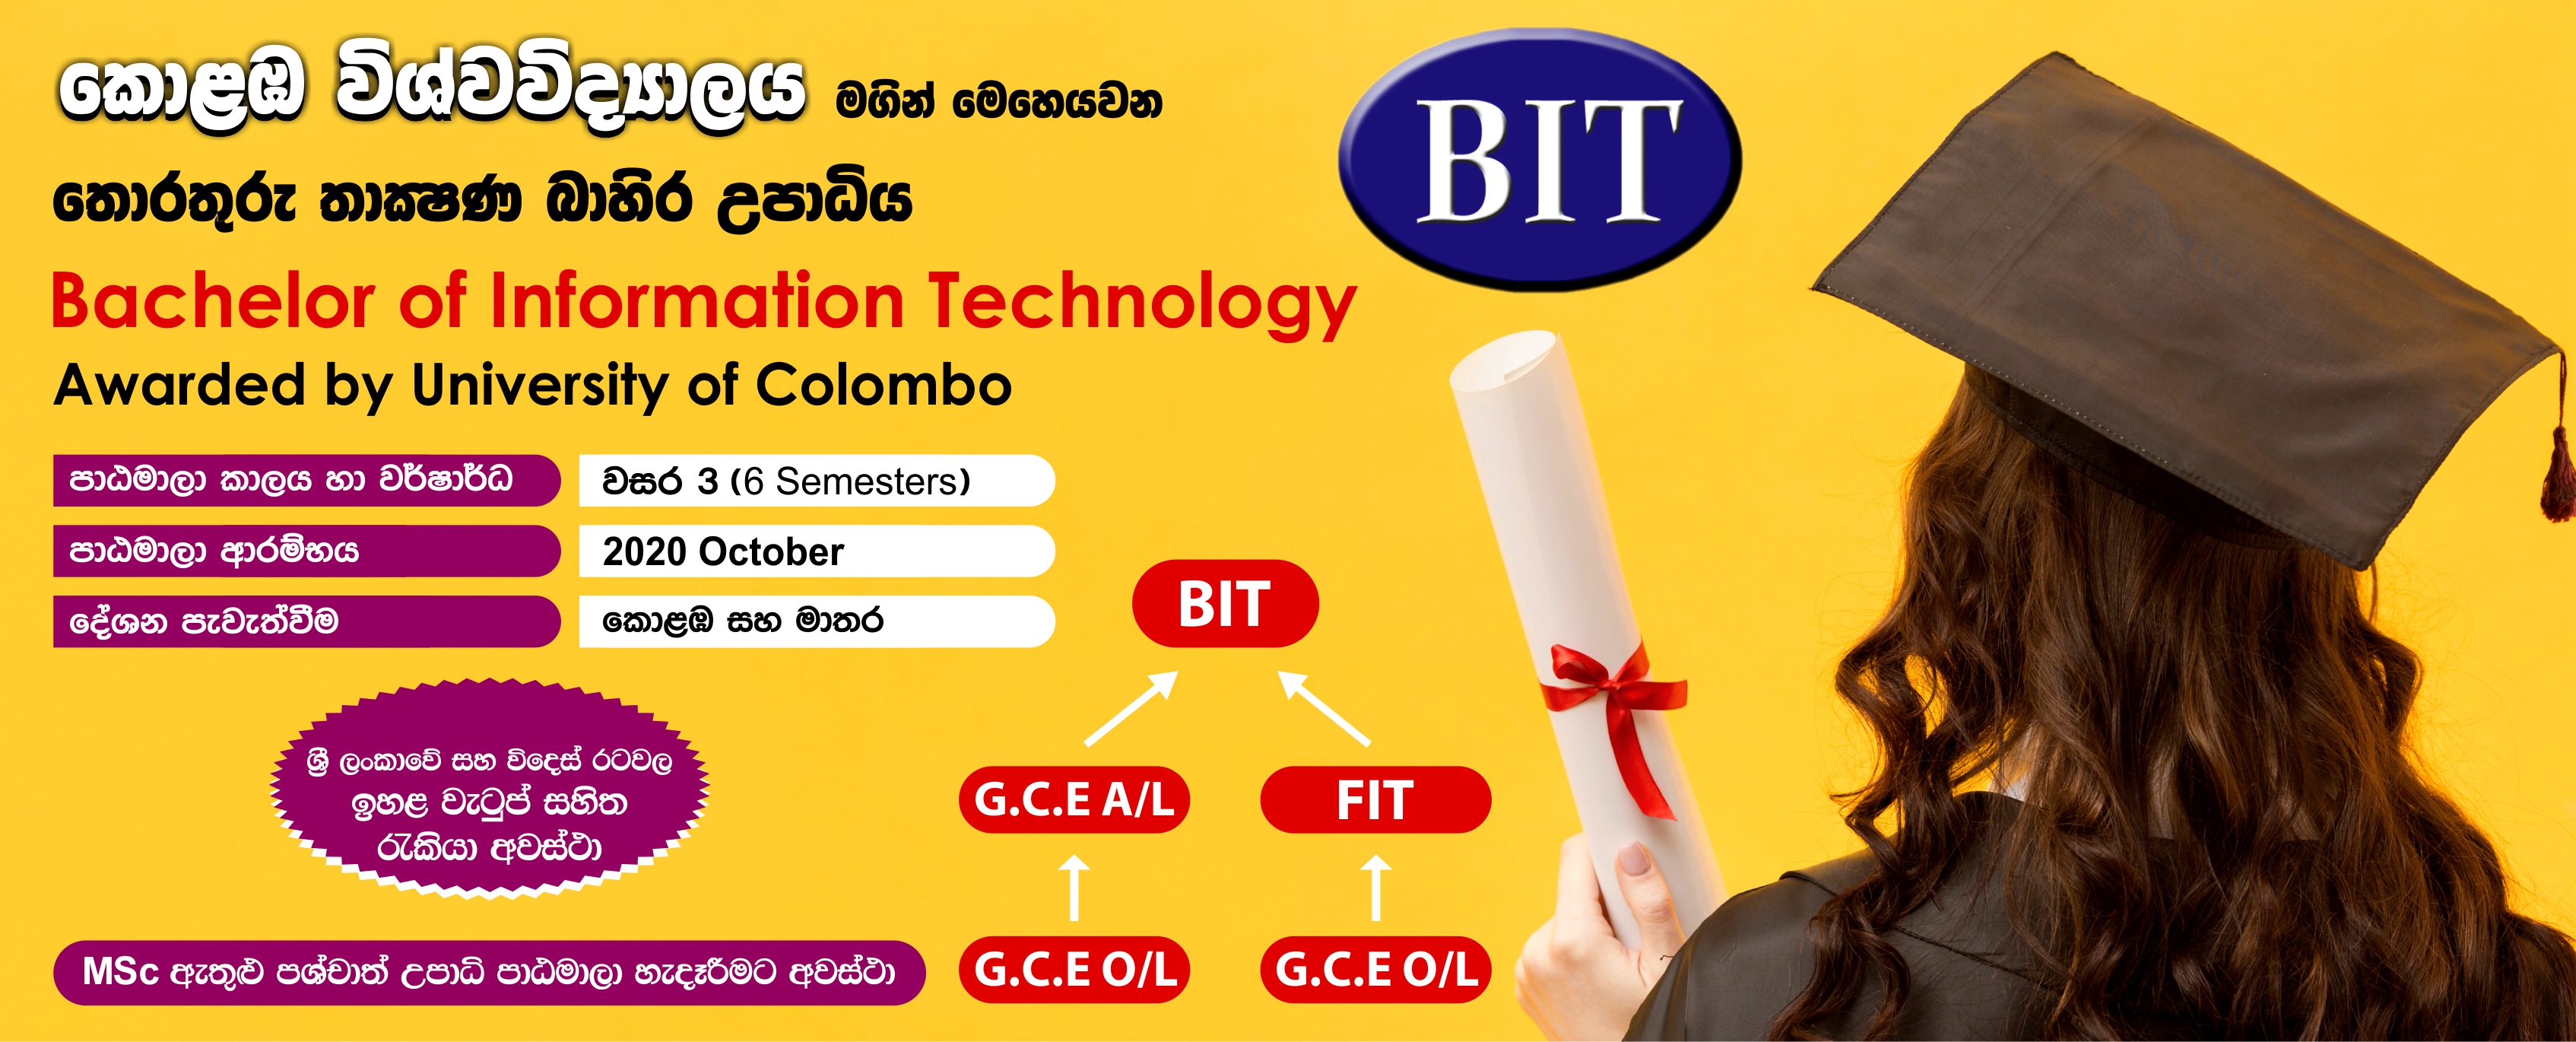 කොළඹ විශ්වවිද්‍යාලය මගින් මෙහෙයවන
BIT
තොරතුරු තාක්‍ෂණ බාහිර උපාධිය
Bachelor of Information Technology
Awarded by University of Colombo
පාඨමාලා කාලය හා වර්ෂාර්ධ වසර 3 (6 Semesters)
පාඨමාලා ආරම්භය 2020 October
දේශන පැවැත්වීම කොළඹ සහ මාතර
BIT
ශ්‍රී ලංකාවේ සහ විදෙස් රටවල
ඉහළ වැටුප් සහිත
රැකියා අවස්ථා
G.C.E A/L FIT
G.C.E O/L G.C.E O/L
MSc ඇතුළු පශ්චාත් උපාධි පාඨමාලා හැදෑරීමට අවස්ථා